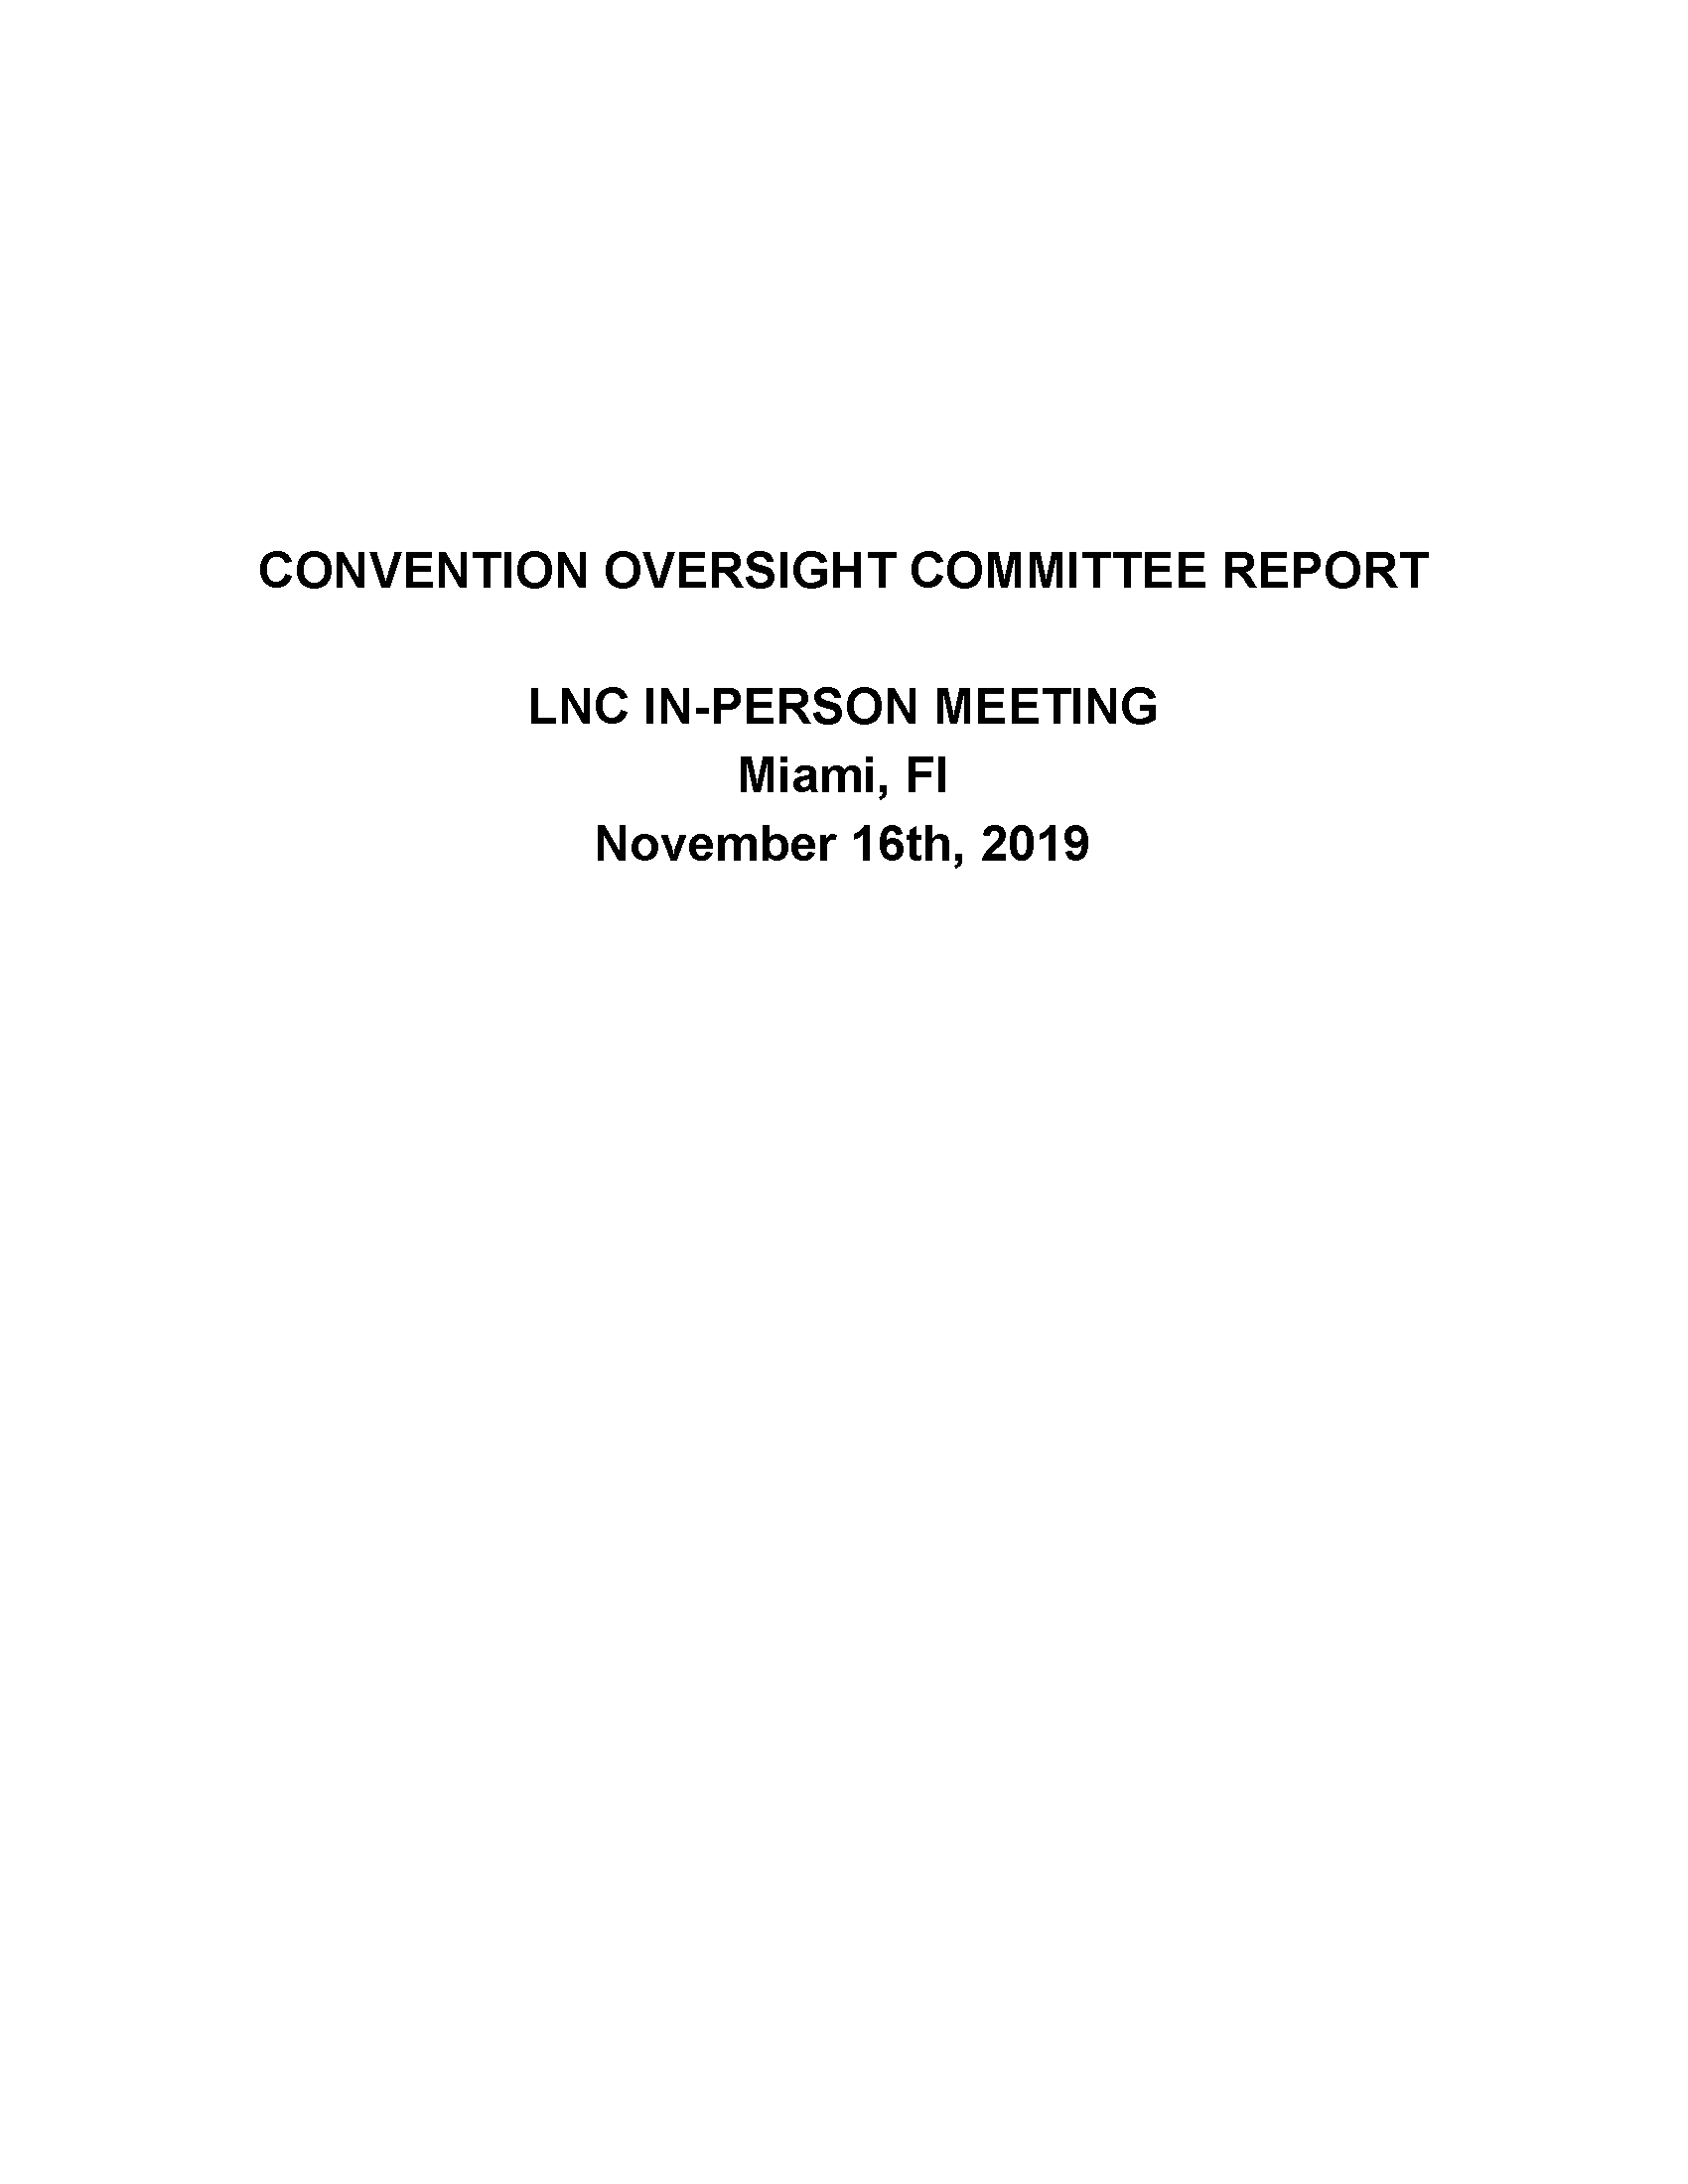 CONVENTION OVERSIGHT COMMITTEE REPORT
LNC IN-PERSON MEETING
Miami, Fl
November 16th, 2019